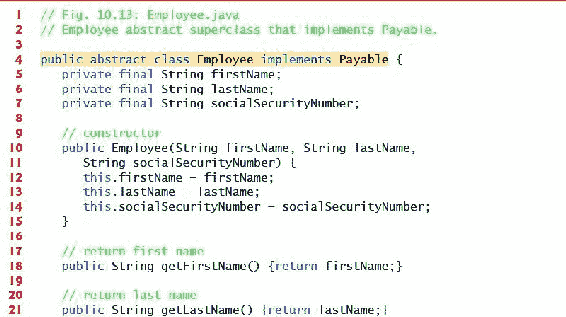 1 // Fig. 10.13: Employee.java
2 // Employee abstract superclass that implements Payable.
3
4 public abstract class Employee implements Payable {
5 private final String firstName;
6 private final String lastName;
7 private final String socialSecurityNumber;
8
9 // constructor
10 public Employee(String firstName, String lastName,
11 String socialSecurityNumber) {
12 this.firstName = firstName;
13 this.lastName = lastName;
14 this.socialSecurityNumber = socialSecurityNumber;
15 }
16
17 // return first name
18 public String getFirstName() {return firstName;}
19
20 // return last name
21 public String getLastName() {return lastName;}